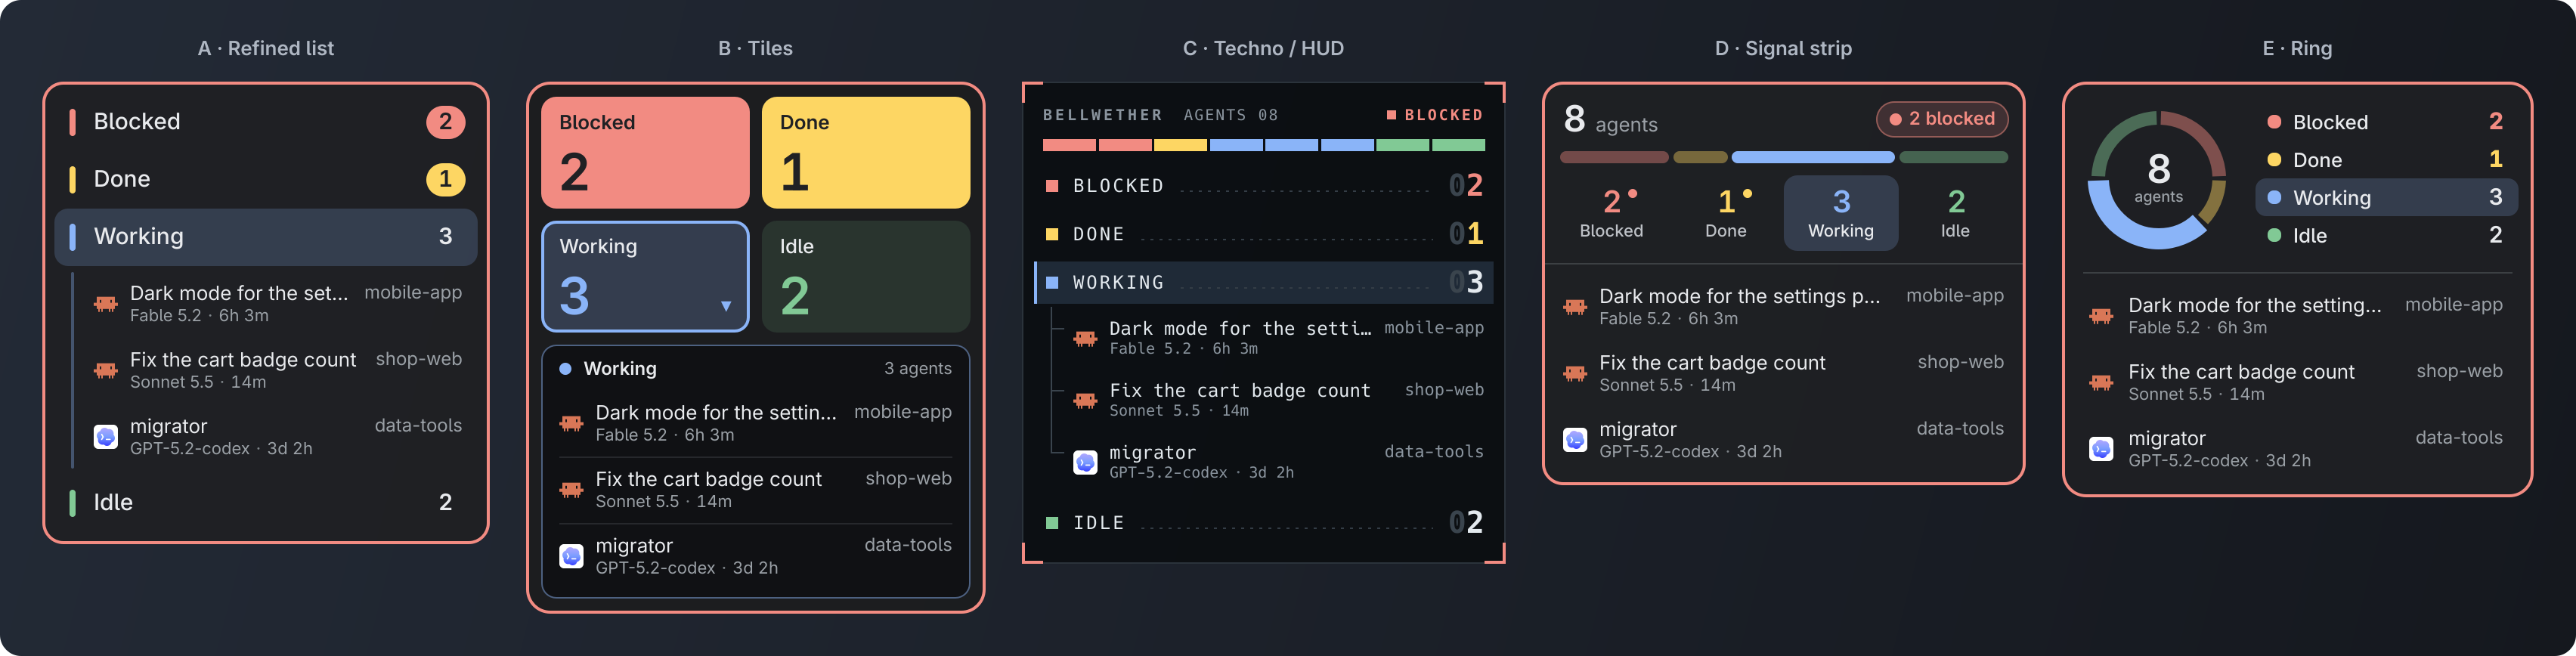 A · Refined list
Blocked 2
Done 1
Working 3
Dark mode for the set... mobile-app
Fable 5.2 · 6h 3m
Fix the cart badge count shop-web
Sonnet 5.5 · 14m
migrator data-tools
GPT-5.2-codex · 3d 2h
Idle 2
B · Tiles
Blocked
2
Done
1
Working
3
Idle
2
Working 3 agents
Dark mode for the settin... mobile-app
Fable 5.2 · 6h 3m
Fix the cart badge count shop-web
Sonnet 5.5 · 14m
migrator data-tools
GPT-5.2-codex · 3d 2h
C · Techno / HUD
BELLWETHER AGENTS 08 BLOCKED
BLOCKED 02
DONE 01
WORKING 03
Dark mode for the setti... mobile-app
Fable 5.2 · 6h 3m
Fix the cart badge count shop-web
Sonnet 5.5 · 14m
migrator data-tools
GPT-5.2-codex · 3d 2h
IDLE 02
D · Signal strip
8 agents 2 blocked
2 1 3 2
Blocked Done Working Idle
Dark mode for the settings p... mobile-app
Fable 5.2 · 6h 3m
Fix the cart badge count shop-web
Sonnet 5.5 · 14m
migrator data-tools
GPT-5.2-codex · 3d 2h
E · Ring
8
agents
Blocked 2
Done 1
Working 3
Idle 2
Dark mode for the setting... mobile-app
Fable 5.2 · 6h 3m
Fix the cart badge count shop-web
Sonnet 5.5 · 14m
migrator data-tools
GPT-5.2-codex · 3d 2h